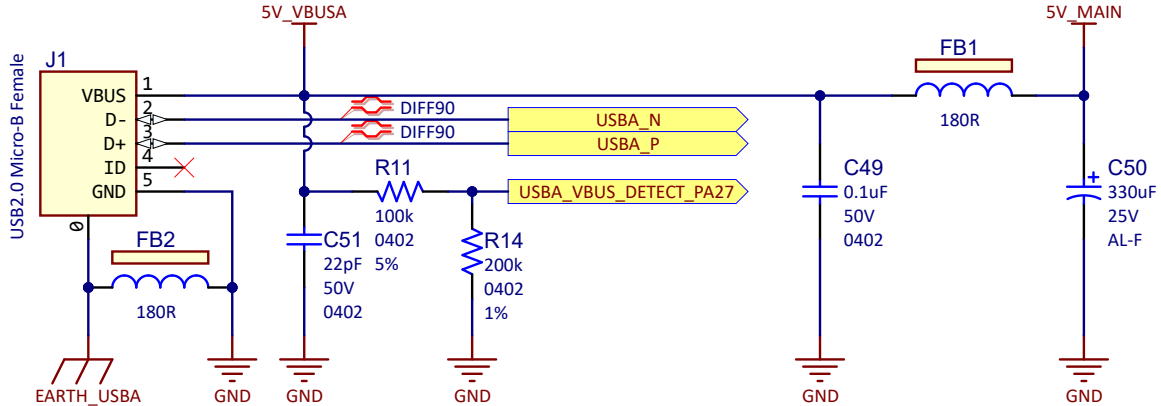 5V_VBUSA
5V_MAIN
J1
USB2.0 Micro-B Female
VBUS 1
D- 2
D+ 3
ID 4
GND 5
0
DIFF90
DIFF90
USBA_N
USBA_P
USBA_VBUS_DETECT_PA27
FB1
180R
FB2
180R
R11
100k
0402
5%
C51
22pF
50V
0402
R14
200k
0402
1%
C49
0.1uF
50V
0402
+
C50
330uF
25V
AL-F
EARTH_USBA
GND
GND
GND
GND
GND